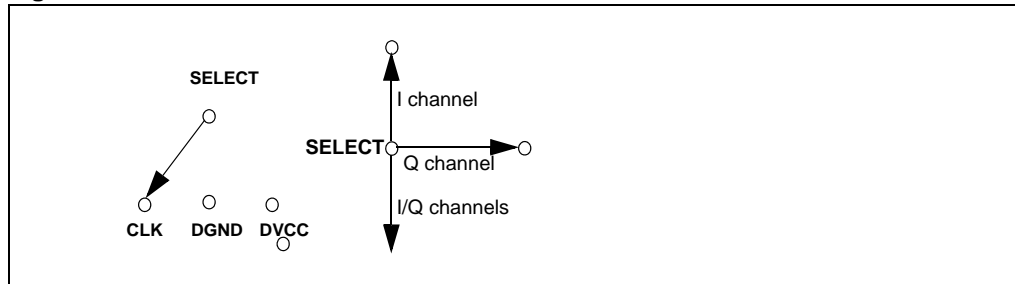 SELECT
I channel
SELECT
Q channel
I/Q channels
CLK DGND DVCC